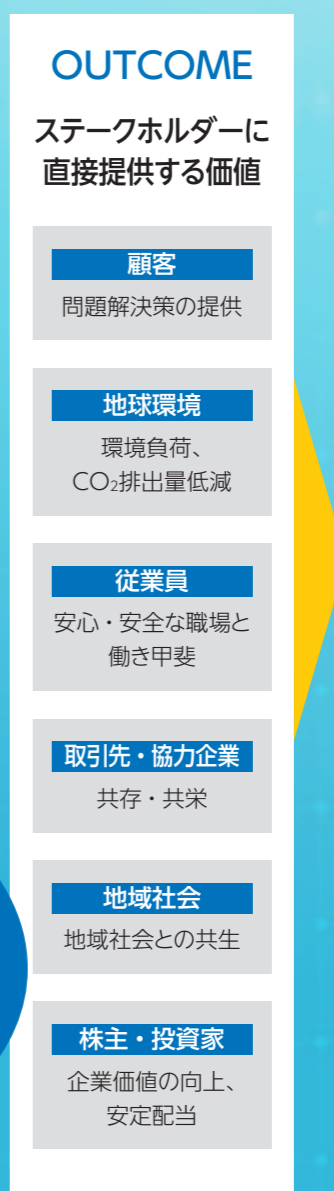 OUTCOME
ステークホルダーに
直接提供する価値
顧客
問題解決策の提供
地球環境
環境負荷、
CO₂排出量低減
従業員
安心・安全な職場と
働き甲斐
取引先・協力企業
共存・共栄
地域社会
地域社会との共生
株主・投資家
企業価値の向上、
安定配当